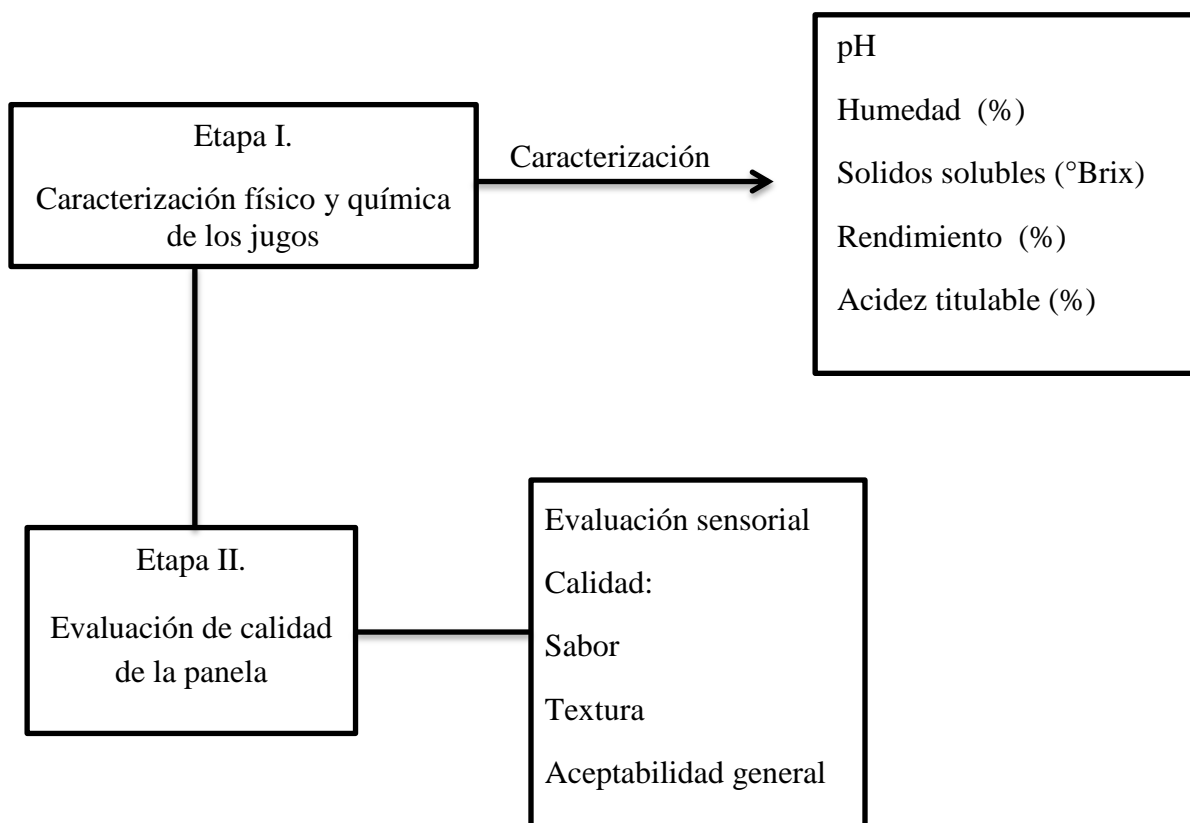 Etapa I.
Caracterización físico y química
de los jugos
Caracterización
pH
Humedad (%)
Solidos solubles (°Brix)
Rendimiento (%)
Acidez titulable (%)
Etapa II.
Evaluación de calidad
de la panela
Evaluación sensorial
Calidad:
Sabor
Textura
Aceptabilidad general